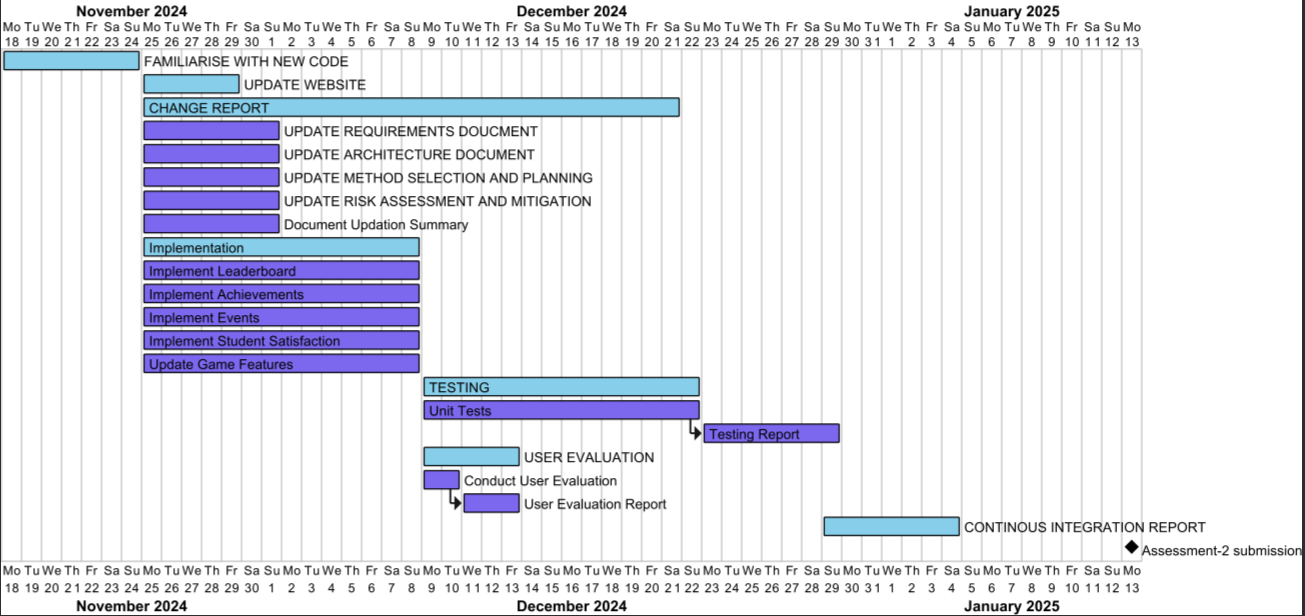 November 2024 December 2024 January 2025
Mo Tu We Th Fr Sa Su Mo Tu We Th Fr Sa Su Mo Tu We Th Fr Sa Su Mo Tu We Th Fr Sa Su Mo Tu We Th Fr Sa Su Mo Tu We Th Fr Sa Su Mo Tu We Th Fr Sa Su Mo Tu We Th Fr Sa Su Mo
18 19 20 21 22 23 24 25 26 27 28 29 30 1 2 3 4 5 6 7 8 9 10 11 12 13 14 15 16 17 18 19 20 21 22 23 24 25 26 27 28 29 30 31 1 2 3 4 5 6 7 8 9 10 11 12 13
FAMILIARISE WITH NEW CODE
UPDATE WEBSITE
CHANGE REPORT
UPDATE REQUIREMENTS DOUCMENT
UPDATE ARCHITECTURE DOCUMENT
UPDATE METHOD SELECTION AND PLANNING
UPDATE RISK ASSESSMENT AND MITIGATION
Document Updation Summary
Implementation
Implement Leaderboard
Implement Achievements
Implement Events
Implement Student Satisfaction
Update Game Features
TESTING
Unit Tests
Testing Report
USER EVALUATION
Conduct User Evaluation
User Evaluation Report
CONTINOUS INTEGRATION REPORT
Assessment-2 submission
Mo Tu We Th Fr Sa Su Mo Tu We Th Fr Sa Su Mo Tu We Th Fr Sa Su Mo Tu We Th Fr Sa Su Mo Tu We Th Fr Sa Su Mo Tu We Th Fr Sa Su Mo Tu We Th Fr Sa Su Mo Tu We Th Fr Sa Su Mo
18 19 20 21 22 23 24 25 26 27 28 29 30 1 2 3 4 5 6 7 8 9 10 11 12 13 14 15 16 17 18 19 20 21 22 23 24 25 26 27 28 29 30 31 1 2 3 4 5 6 7 8 9 10 11 12 13
November 2024 December 2024 January 2025